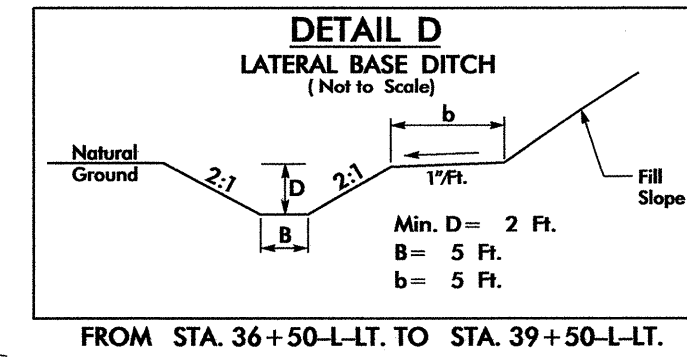 DETAIL D
LATERAL BASE DITCH
( Not to Scale)
b
Natural
Ground
2:1
D
2:1
1"/Ft.
Fill
Slope
B
Min. D= 2 Ft.
B= 5 Ft.
b= 5 Ft.
FROM STA. 36+50-L-LT. TO STA. 39+50-L-LT.